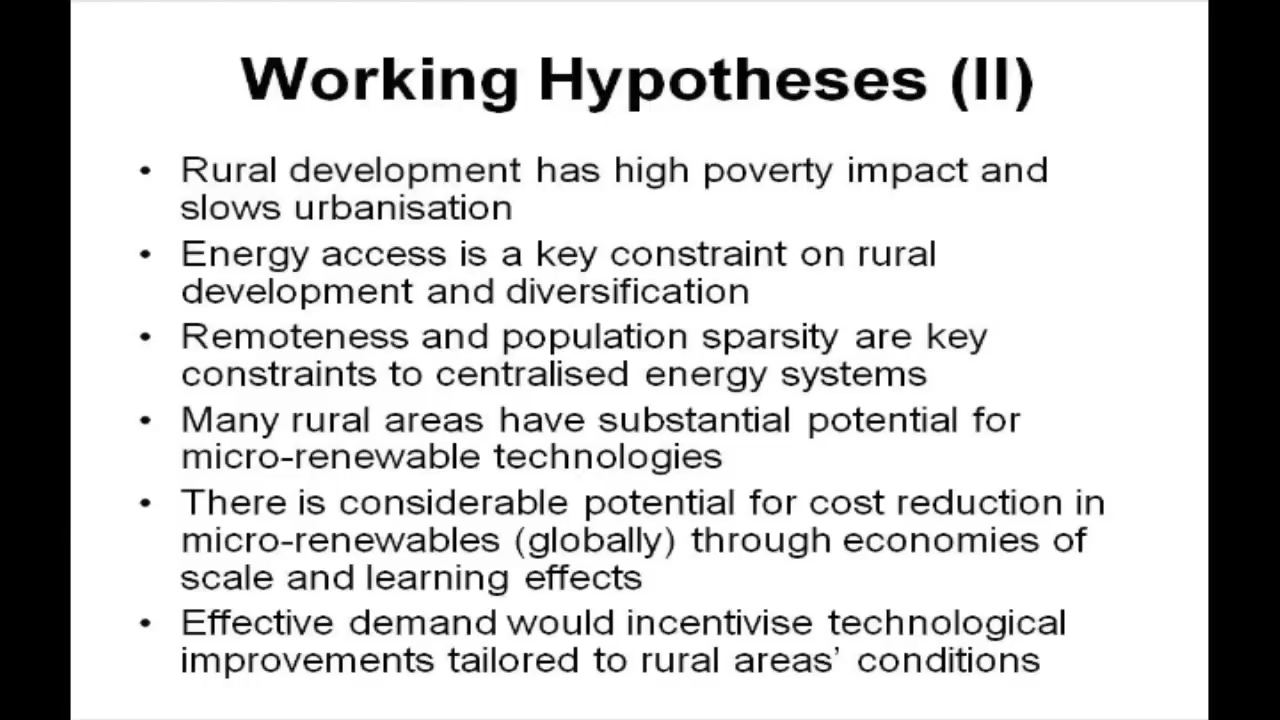 Working Hypotheses (II)
• Rural development has high poverty impact and
slows urbanisation
• Energy access is a key constraint on rural
development and diversification
• Remoteness and population sparsity are key
constraints to centralised energy systems
• Many rural areas have substantial potential for
micro-renewable technologies
• There is considerable potential for cost reduction in
micro-renewables (globally) through economies of
scale and learning effects
• Effective demand would incentivise technological
improvements tailored to rural areas’ conditions